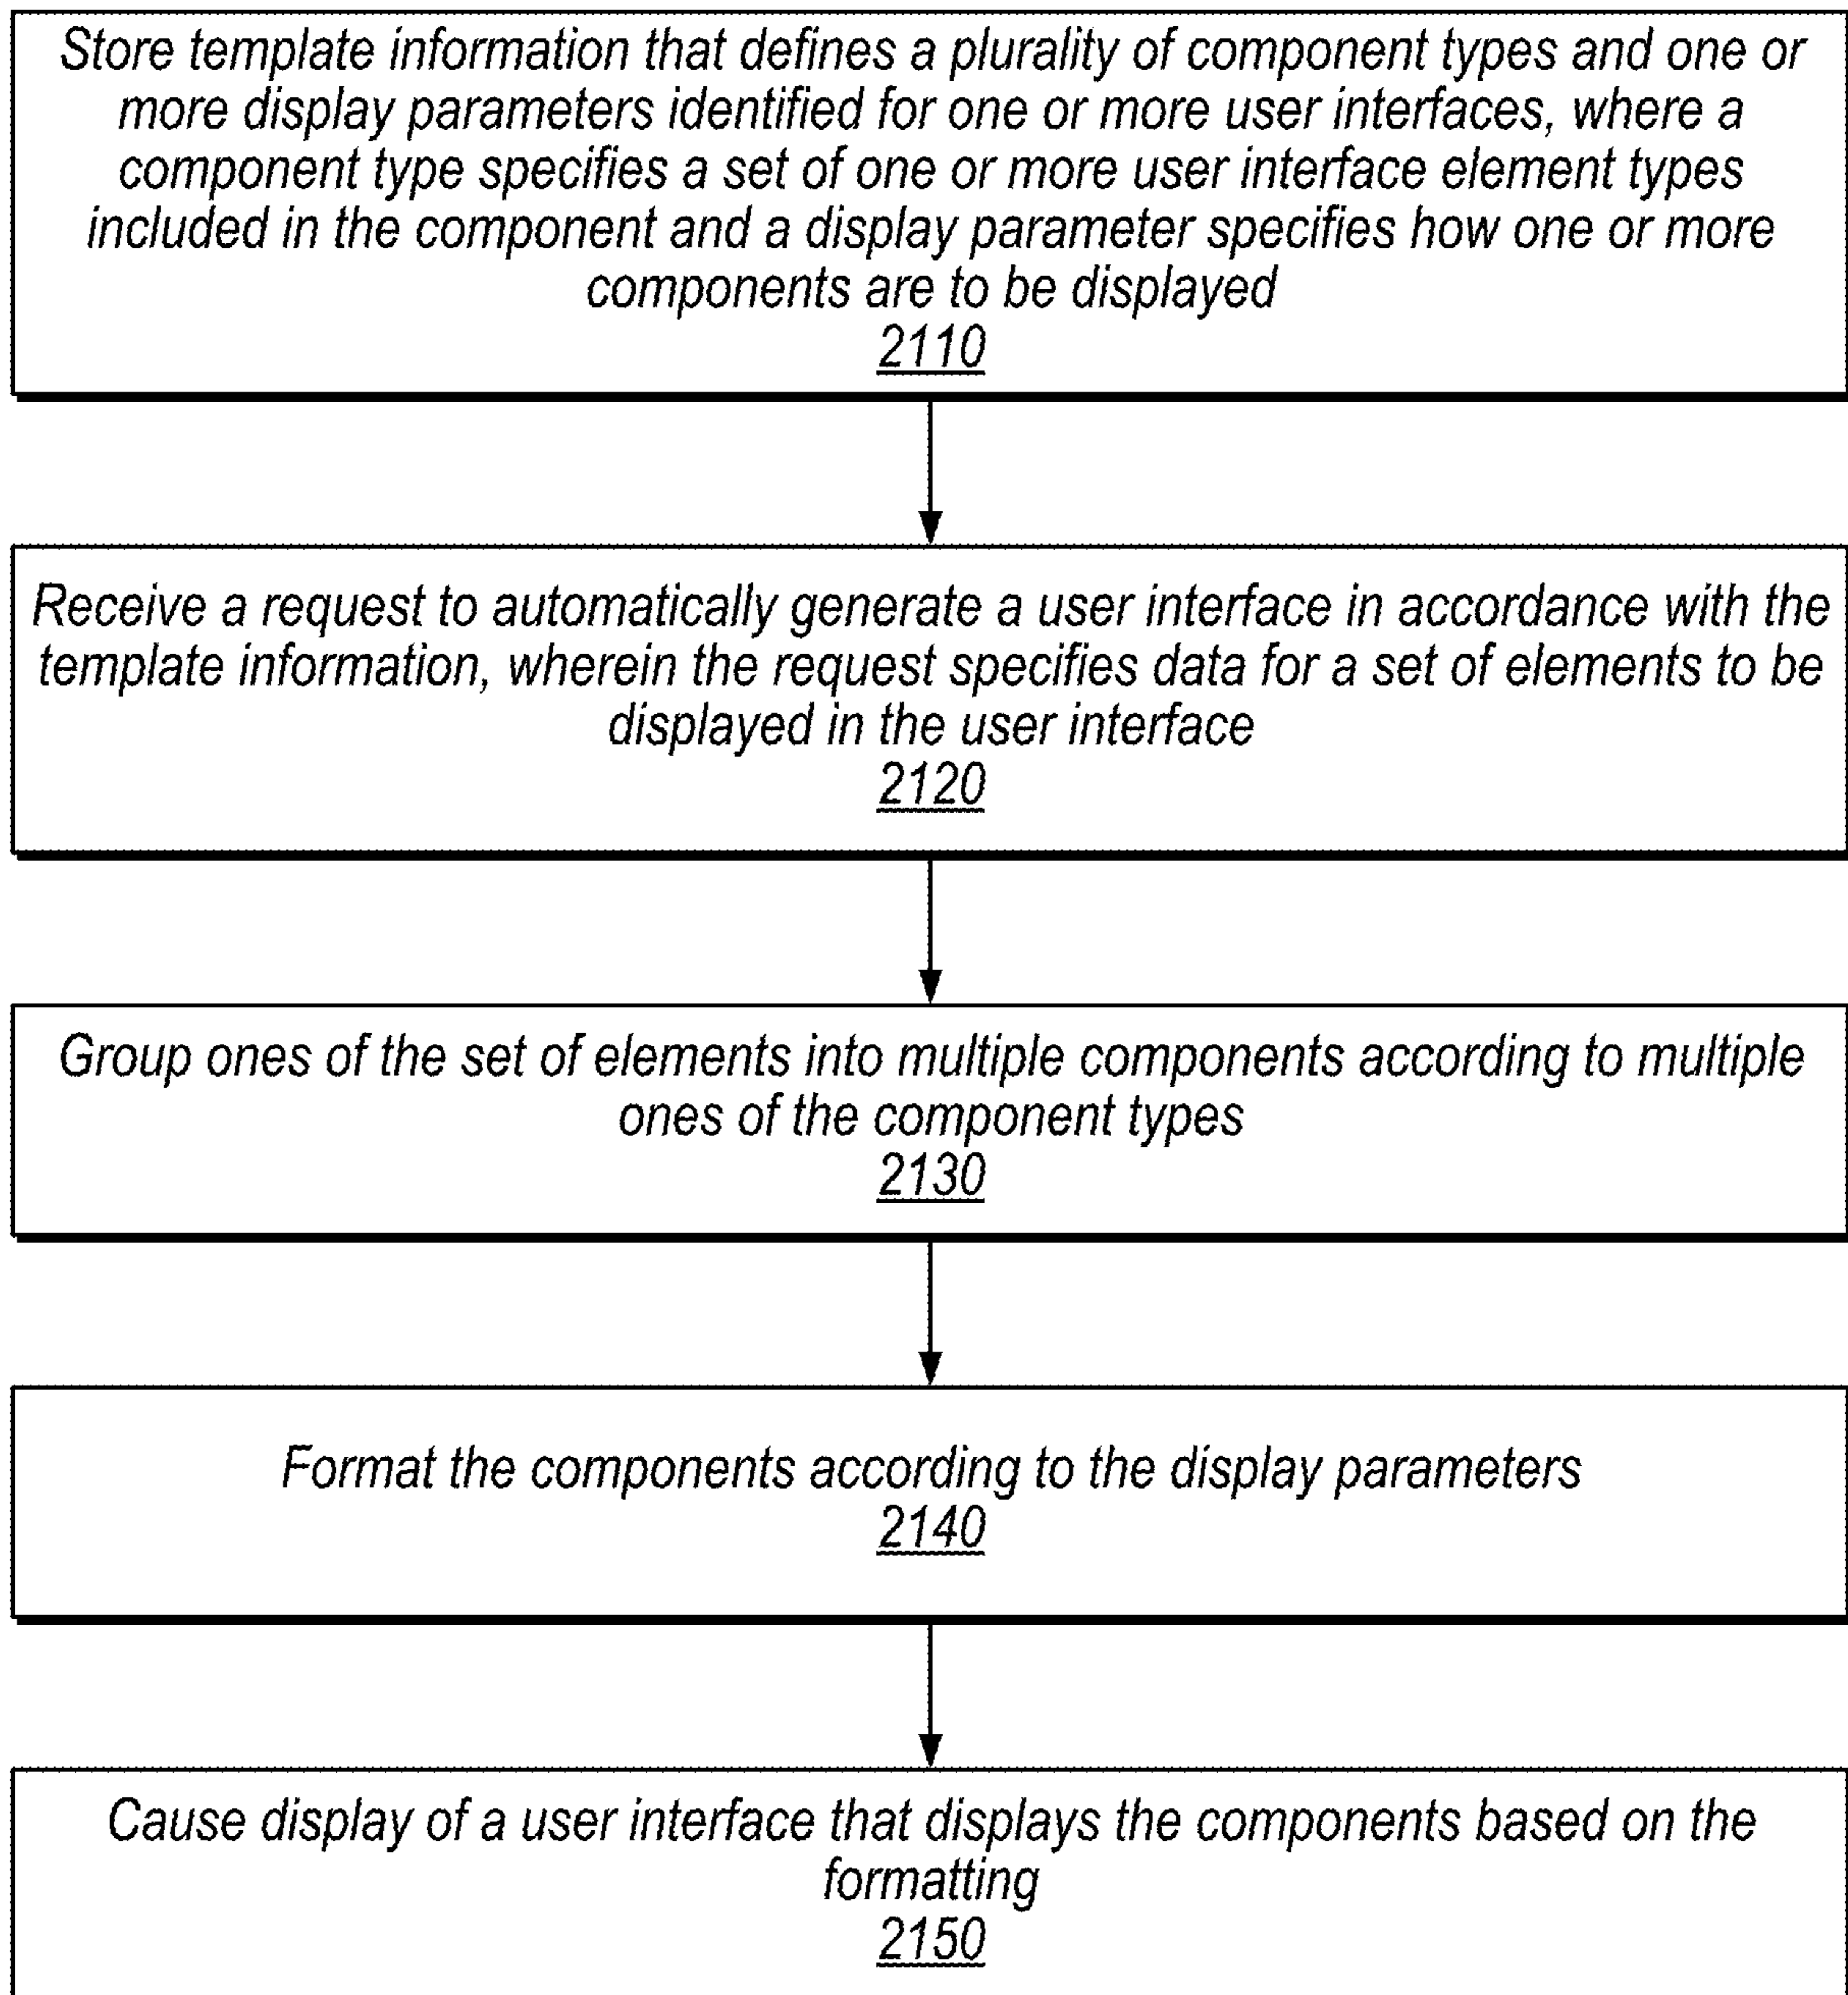 Store template information that defines a plurality of component types and one or
more display parameters identified for one or more user interfaces, where a
component type specifies a set of one or more user interface element types
included in the component and a display parameter specifies how one or more
components are to be displayed
2110
Receive a request to automatically generate a user interface in accordance with the
template information, wherein the request specifies data for a set of elements to be
displayed in the user interface
2120
Group ones of the set of elements into multiple components according to multiple
ones of the component types
2130
Format the components according to the display parameters
2140
Cause display of a user interface that displays the components based on the
formatting
2150